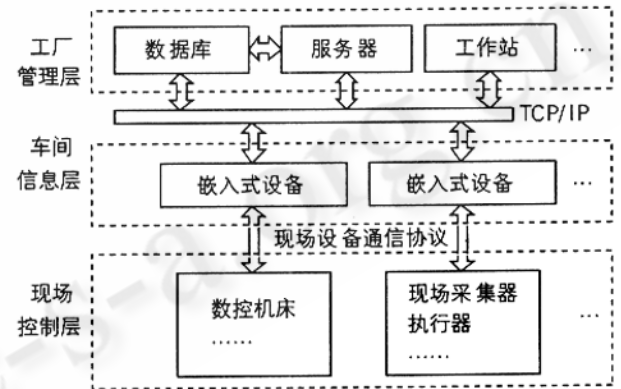 工厂
管理层
数据库
服务器
工作站
…
TCP/IP
车间
信息层
嵌入式设备
嵌入式设备
…
现场设备通信协议
现场
控制层
数控机床
……
现场采集器
执行器
……
…